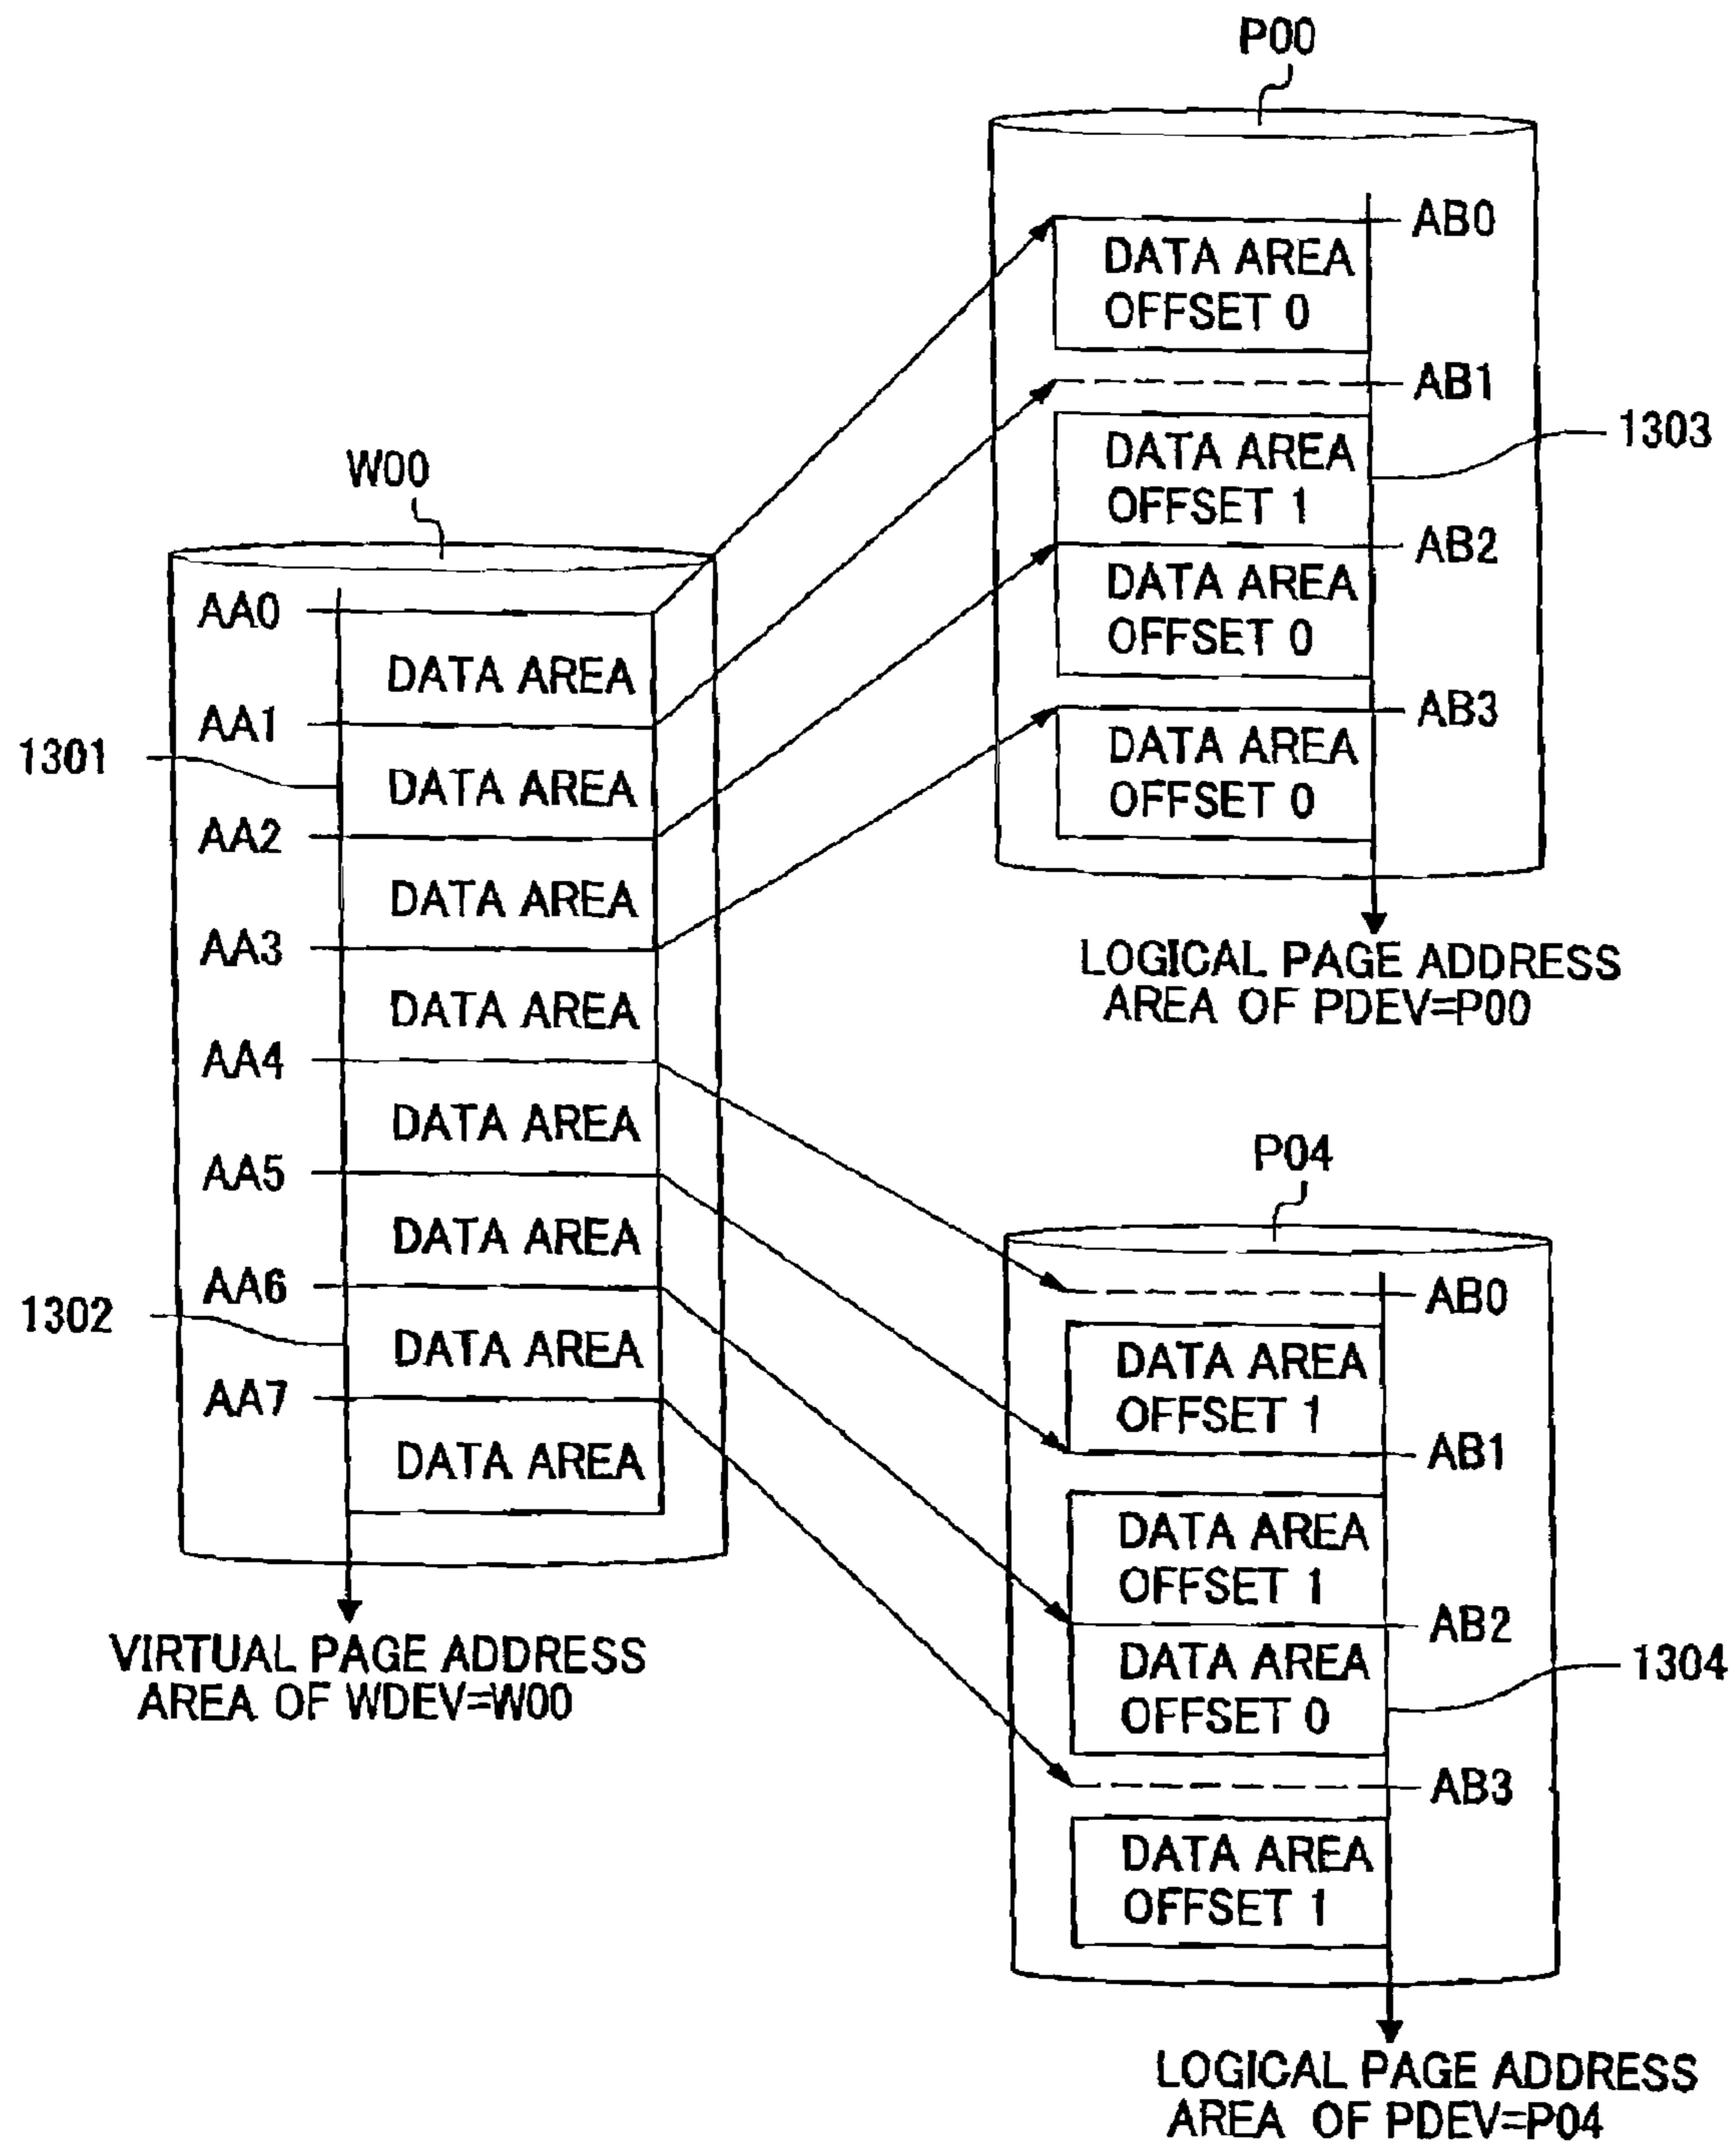 P00
AB0
DATA AREA
OFFSET 0
AB1
DATA AREA
OFFSET 1
1303
AB2
DATA AREA
OFFSET 0
AB3
DATA AREA
OFFSET 0
LOGICAL PAGE ADDRESS
AREA OF PDEV=P00
W00
AA0
DATA AREA
AA1
1301
DATA AREA
AA2
DATA AREA
AA3
DATA AREA
AA4
DATA AREA
AA5
DATA AREA
AA6
1302
DATA AREA
AA7
DATA AREA
VIRTUAL PAGE ADDRESS
AREA OF WDEV=W00
P04
AB0
DATA AREA
OFFSET 1
AB1
DATA AREA
OFFSET 1
AB2
DATA AREA
OFFSET 0
1304
AB3
DATA AREA
OFFSET 1
LOGICAL PAGE ADDRESS
AREA OF PDEV=P04